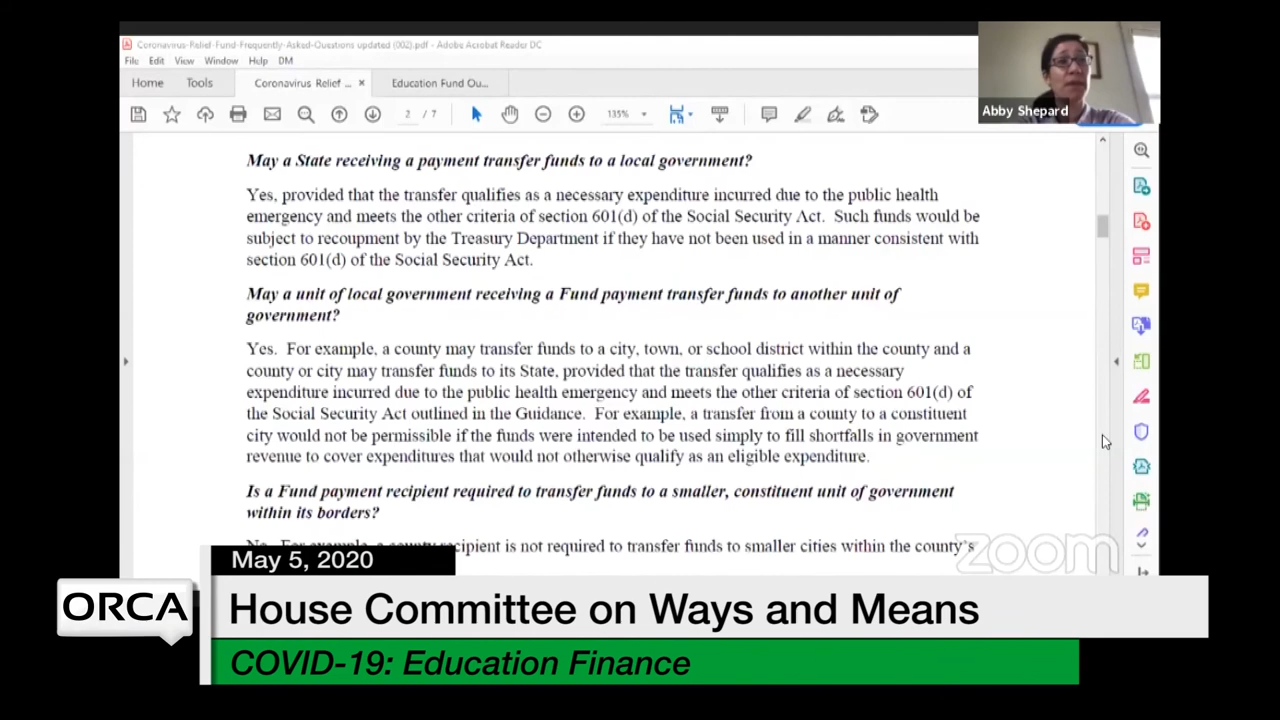 Coronavirus-Relief-Fund-Frequently-Asked-Questions updated (002).pdf - Adobe Acrobat Reader DC
File Edit View Window Help DM
Home Tools Coronavirus Relief ... × Education Fund Ou...
2 / 7 135%
Abby Shepard
May a State receiving a payment transfer funds to a local government?
Yes, provided that the transfer qualifies as a necessary expenditure incurred due to the public health
emergency and meets the other criteria of section 601(d) of the Social Security Act. Such funds would be
subject to recoupment by the Treasury Department if they have not been used in a manner consistent with
section 601(d) of the Social Security Act.
May a unit of local government receiving a Fund payment transfer funds to another unit of
government?
Yes. For example, a county may transfer funds to a city, town, or school district within the county and a
county or city may transfer funds to its State, provided that the transfer qualifies as a necessary
expenditure incurred due to the public health emergency and meets the other criteria of section 601(d) of
the Social Security Act outlined in the Guidance. For example, a transfer from a county to a constituent
city would not be permissible if the funds were intended to be used simply to fill shortfalls in government
revenue to cover expenditures that would not otherwise qualify as an eligible expenditure.
Is a Fund payment recipient required to transfer funds to a smaller, constituent unit of government
within its borders?
No. For example, a county recipient is not required to transfer funds to smaller cities within the county's
zoom
May 5, 2020
ORCA House Committee on Ways and Means
COVID-19: Education Finance